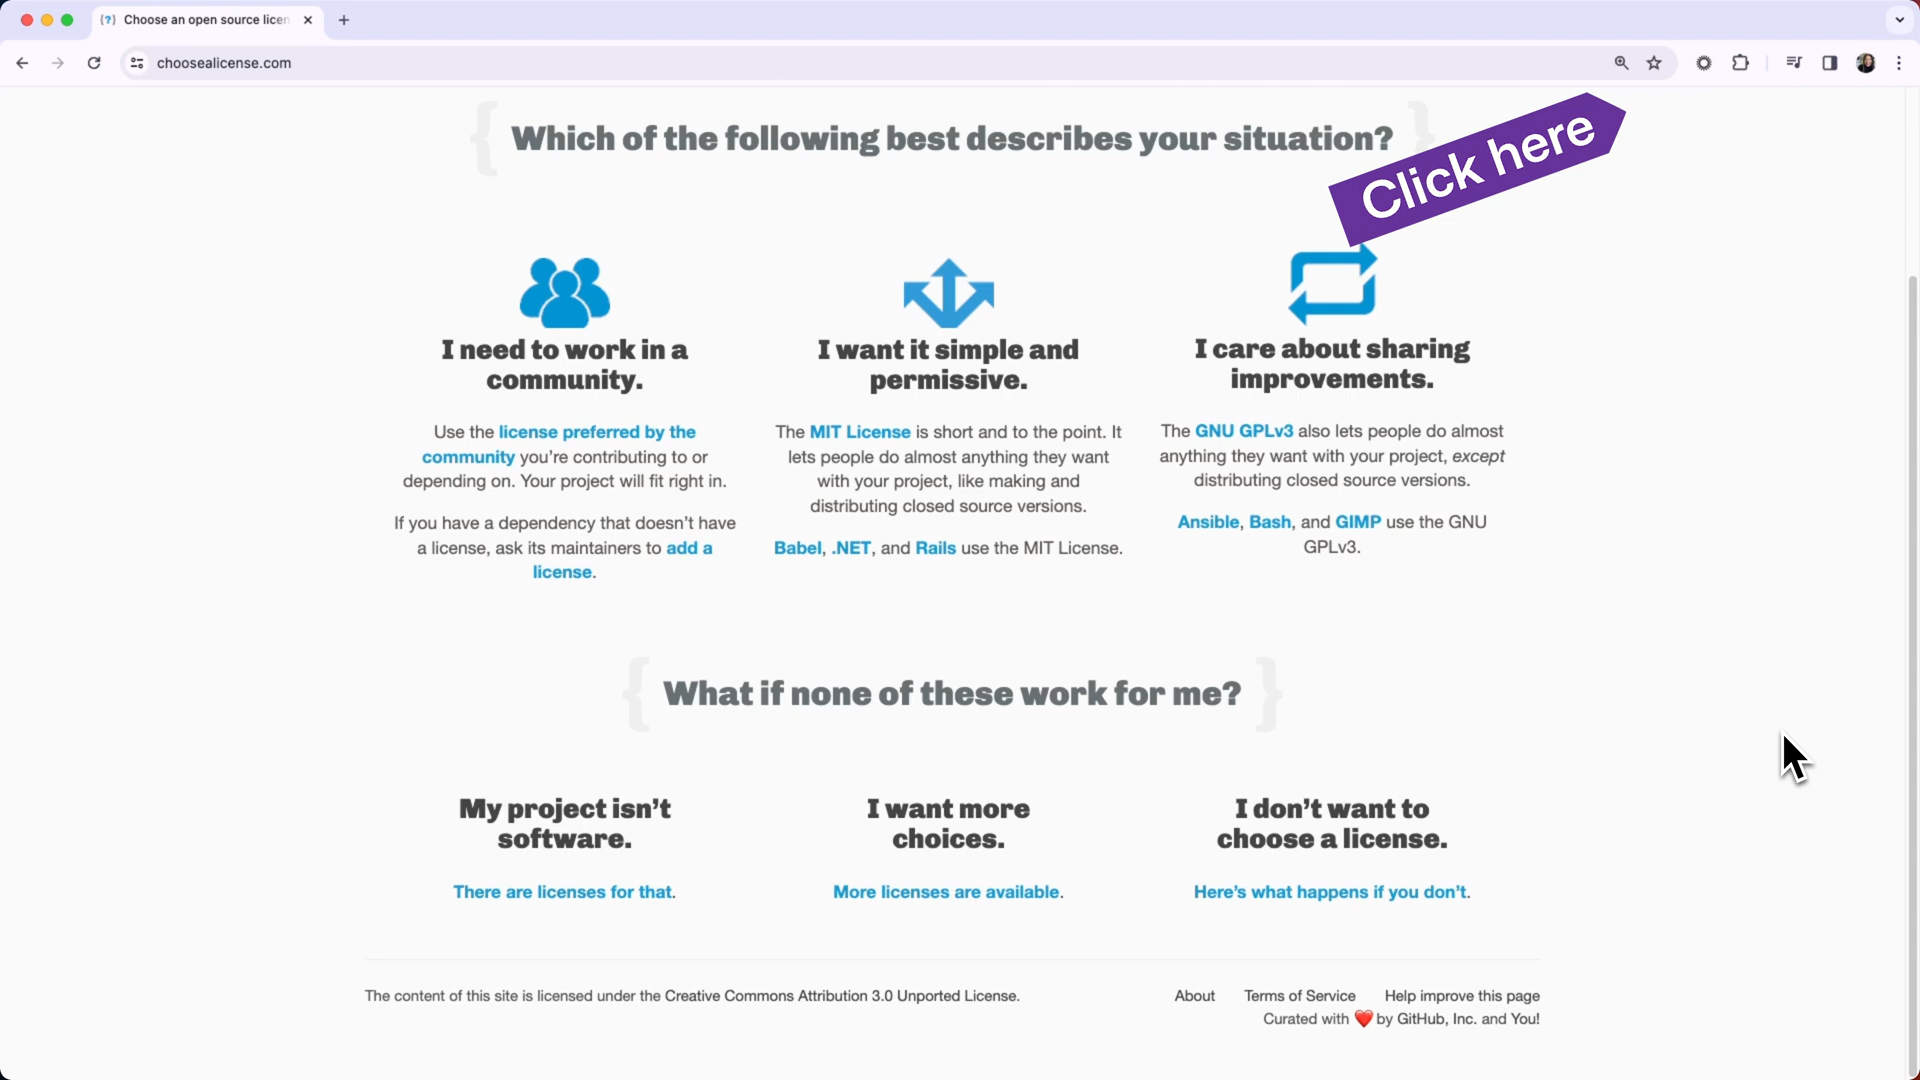 Choose an open source licen
choosealicense.com
Which of the following best describes your situation?
Click here
I need to work in a
community.
Use the license preferred by the
community you’re contributing to or
depending on. Your project will fit right in.
If you have a dependency that doesn’t have
a license, ask its maintainers to add a
license.
I want it simple and
permissive.
The MIT License is short and to the point. It
lets people do almost anything they want
with your project, like making and
distributing closed source versions.
Babel, .NET, and Rails use the MIT License.
I care about sharing
improvements.
The GNU GPLv3 also lets people do almost
anything they want with your project, except
distributing closed source versions.
Ansible, Bash, and GIMP use the GNU
GPLv3.
What if none of these work for me?
My project isn’t
software.
There are licenses for that.
I want more
choices.
More licenses are available.
I don’t want to
choose a license.
Here’s what happens if you don’t.
The content of this site is licensed under the Creative Commons Attribution 3.0 Unported License.
About Terms of Service Help improve this page
Curated with ❤️ by GitHub, Inc. and You!